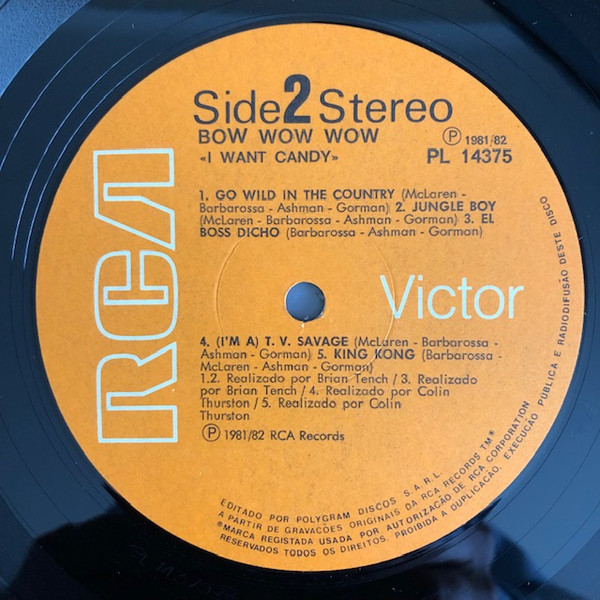 Side 2 Stereo
BOW WOW WOW
«I WANT CANDY»
Ⓟ 1981/82
PL 14375
1. GO WILD IN THE COUNTRY (McLaren -
Barbarossa - Ashman - Gorman) 2. JUNGLE BOY
(McLaren - Barbarossa - Ashman - Gorman) 3. EL
BOSS DICHO (Barbarossa - Ashman - Gorman)
RCA
Victor
4. (I'M A) T. V. SAVAGE (McLaren - Barbarossa -
Ashman - Gorman) 5. KING KONG (Barbarossa -
McLaren - Ashman - Gorman)
1.2. Realizado por Brian Tench / 3. Realizado
por Brian Tench / 4. Realizado por Colin
Thurston / 5. Realizado por Colin
Thurston
Ⓟ 1981/82 RCA Records
EDITADO POR POLYGRAM DISCOS S.A.R.L.
A PARTIR DE GRAVAÇÕES ORIGINAIS DA RCA RECORDS TM®
®MARCA REGISTADA USADA POR AUTORIZAÇÃO DE RCA CORPORATION
RESERVADOS TODOS OS DIREITOS. PROIBIDA A DUPLICAÇÃO, EXECUÇÃO PÚBLICA E RADIODIFUSÃO DESTE DISCO